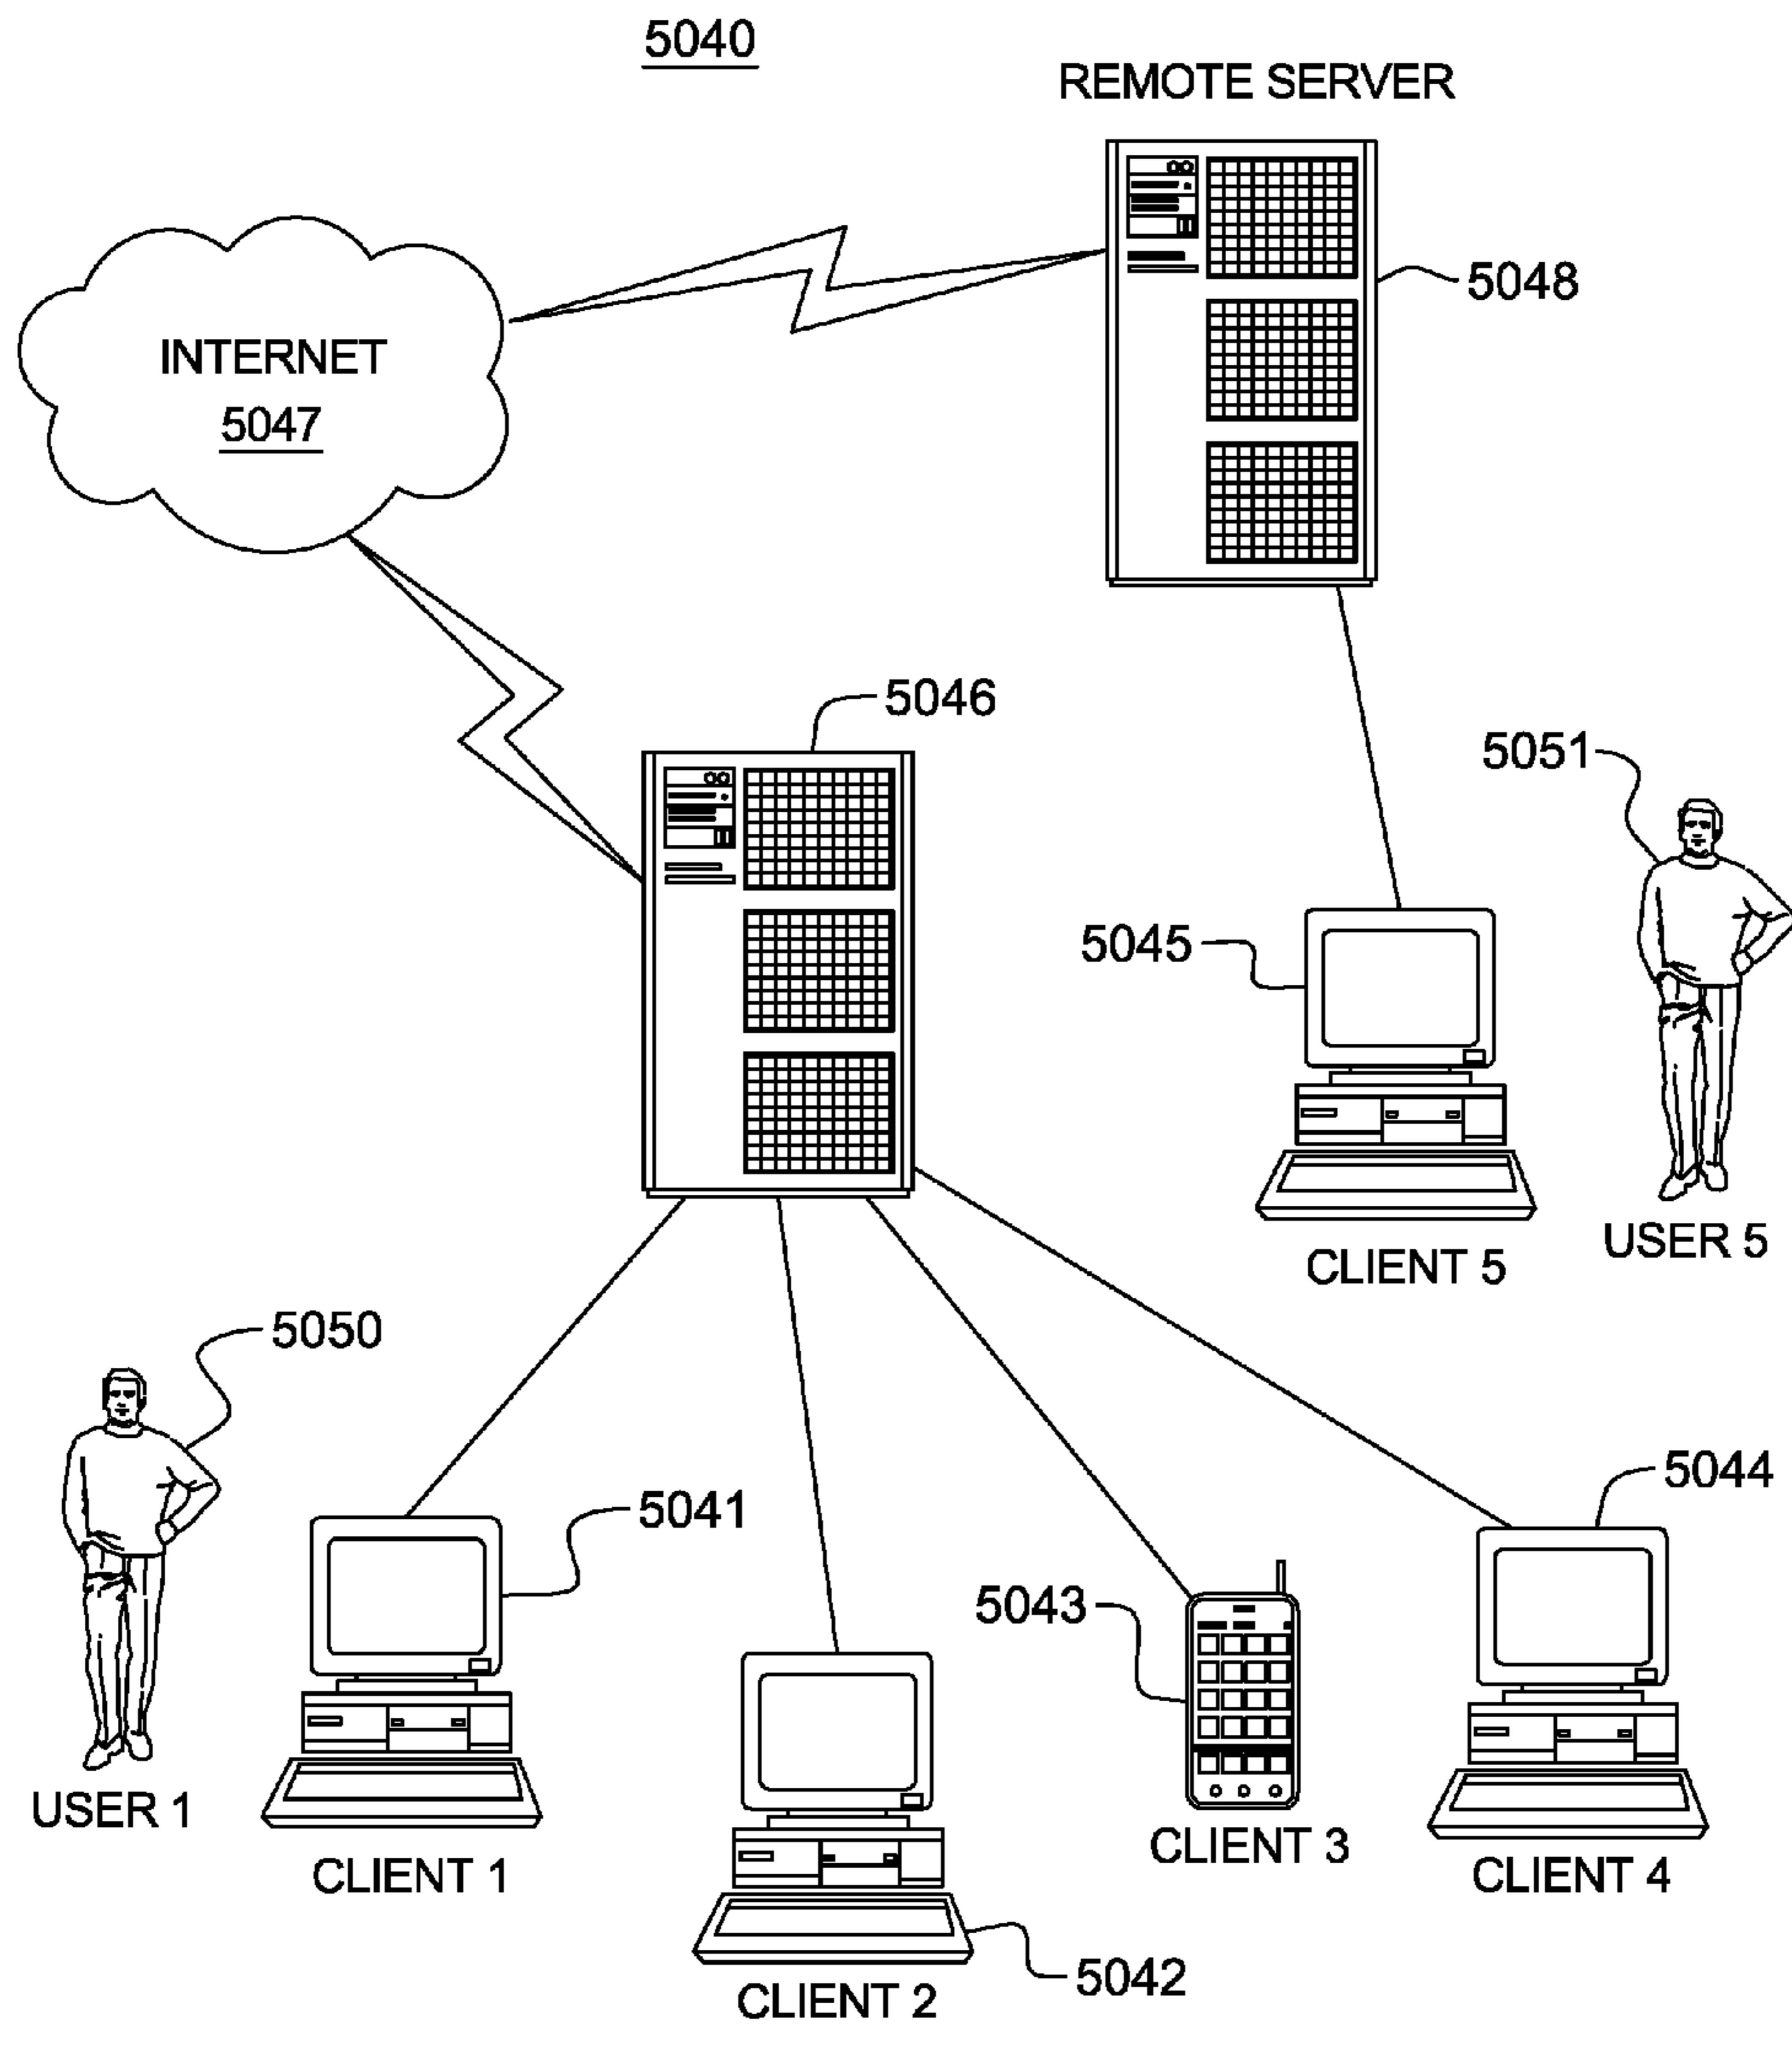 5040
REMOTE SERVER
5048
INTERNET
5047
5046
5051
5045
USER 5
CLIENT 5
5050
5044
5041
5043
USER 1
CLIENT 1
CLIENT 3
CLIENT 4
5042
CLIENT 2